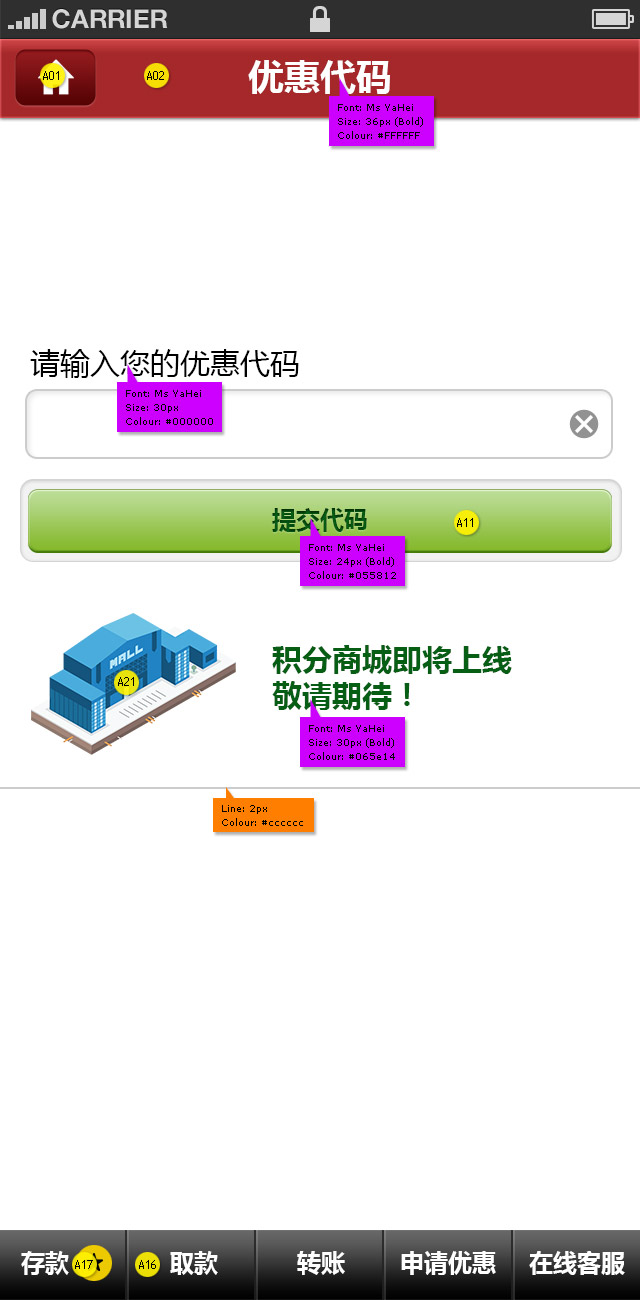 CARRIER
A01
A02
优惠代码
Font: Ms YaHei
Size: 36px (Bold)
Colour: #FFFFFF
请输入您的优惠代码
Font: Ms YaHei
Size: 30px
Colour: #000000
提交代码
A11
Font: Ms YaHei
Size: 24px (Bold)
Colour: #055812
MALL
A21
积分商城即将上线
敬请期待！
Font: Ms YaHei
Size: 30px (Bold)
Colour: #065e14
Line: 2px
Colour: #cccccc
存款
A17
A16
取款
转账
申请优惠
在线客服